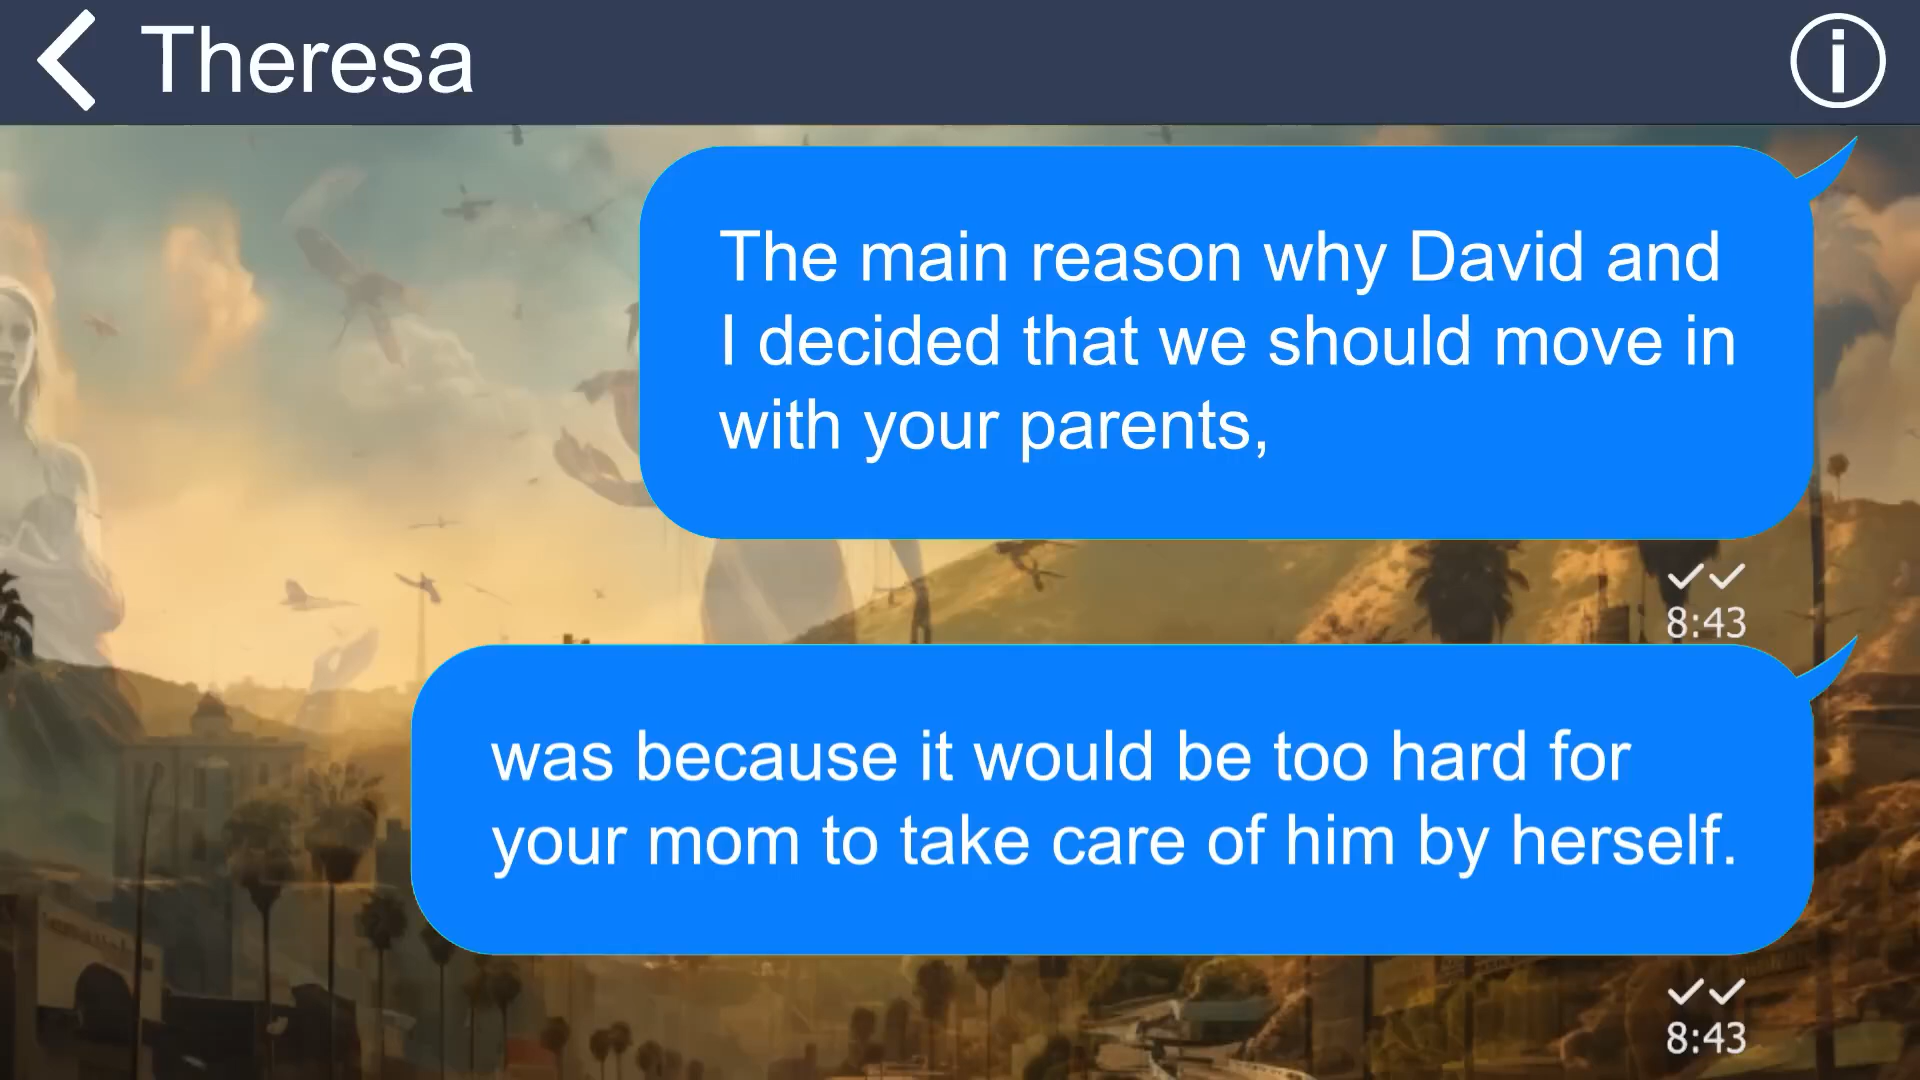 Theresa
The main reason why David and
I decided that we should move in
with your parents,
8:43
was because it would be too hard for
your mom to take care of him by herself.
8:43